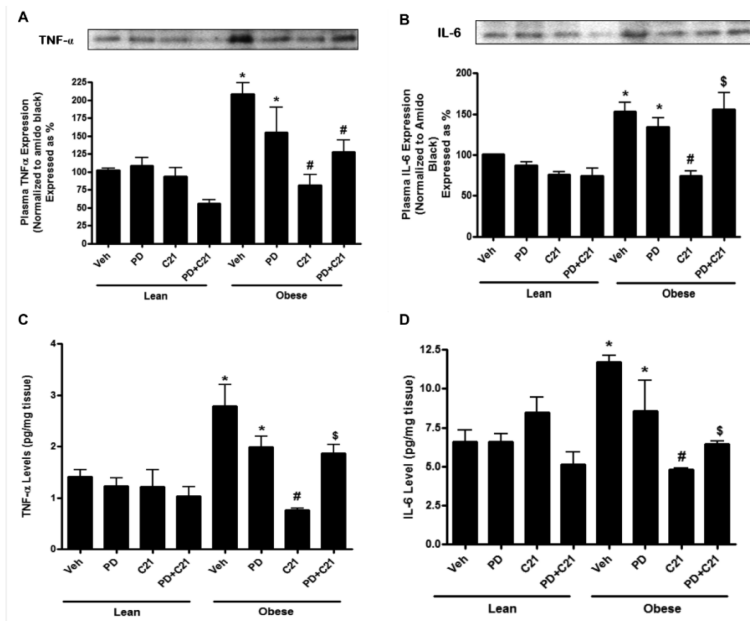 A
TNF-α
Plasma TNFα Expression
(Normalized to amido black)
Expressed as %
225
200
175
150
125
100
75
50
25
0
* * # #
Veh PD C21 PD+C21 Veh PD C21 PD+C21
Lean Obese
B
IL-6
Plasma IL-6 Expression
(Normalized to Amido
Black)
Expressed as %
200
150
100
50
0
* * # $
Veh PD C21 PD+C21 Veh PD C21 PD+C21
Lean Obese
C
TNF-α Levels (pg/mg tissue)
4
3
2
1
0
* * # $
Veh PD C21 PD+C21 Veh PD C21 PD+C21
Lean Obese
D
IL-6 Level (pg/mg tissue)
12.5
10.0
7.5
5.0
2.5
0.0
* * # $
Veh PD C21 PD+C21 Veh PD C21 PD+C21
Lean Obese